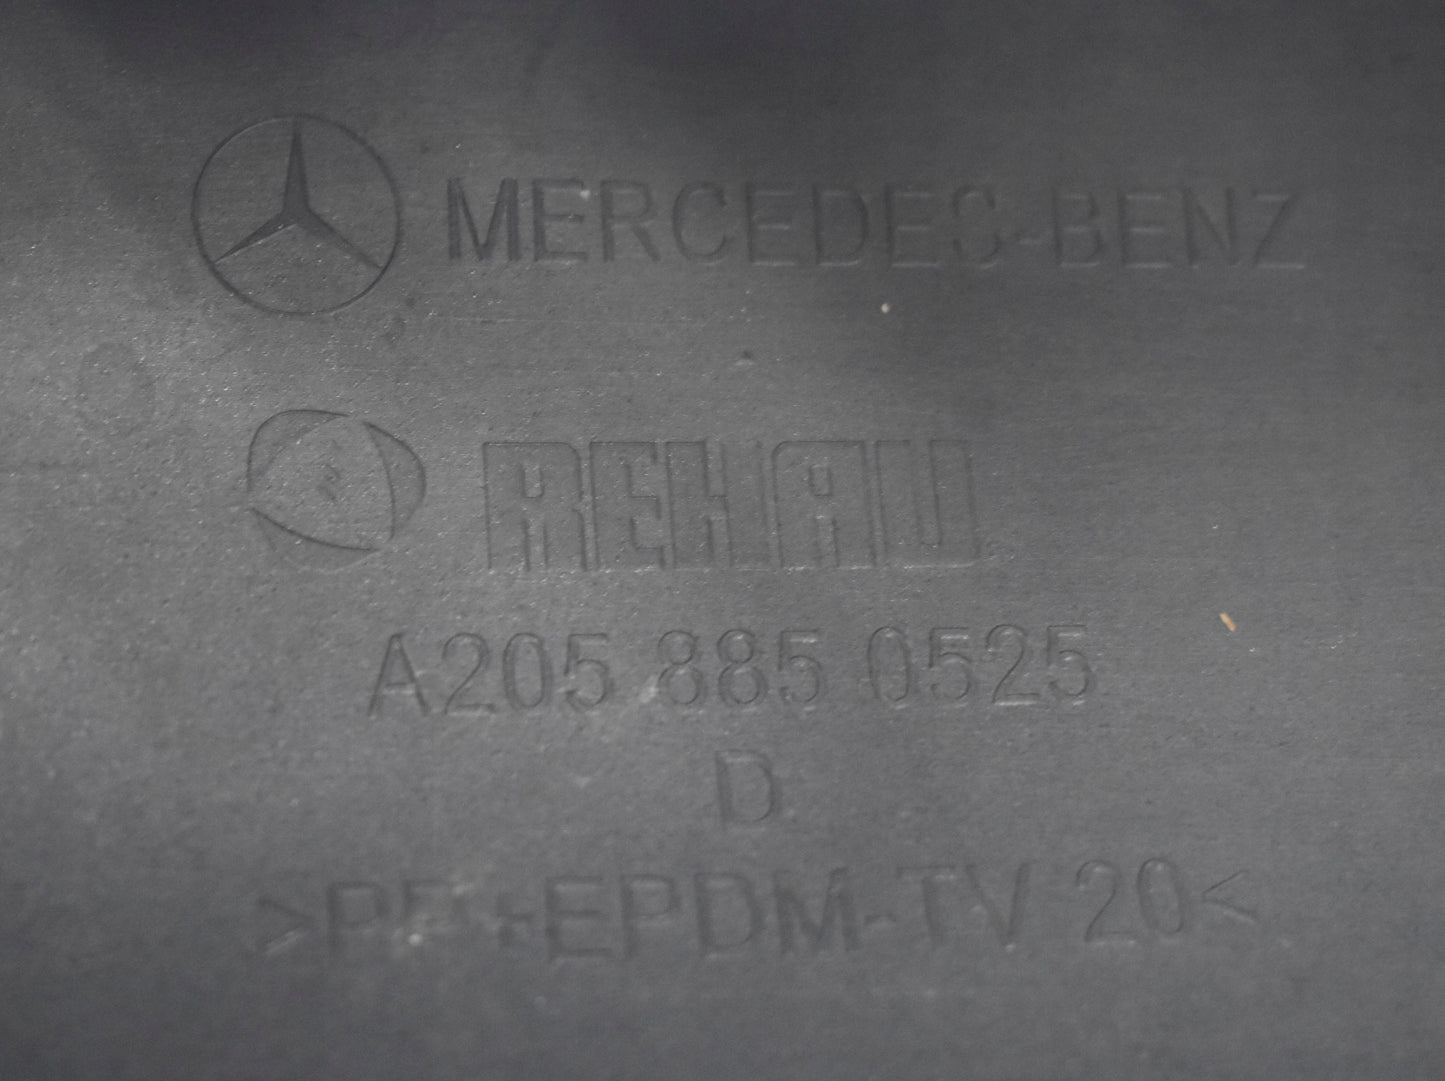 MERCEDES-BENZ
REHAU
A205 885 0525
D
>PP+EPDM-TV 20<